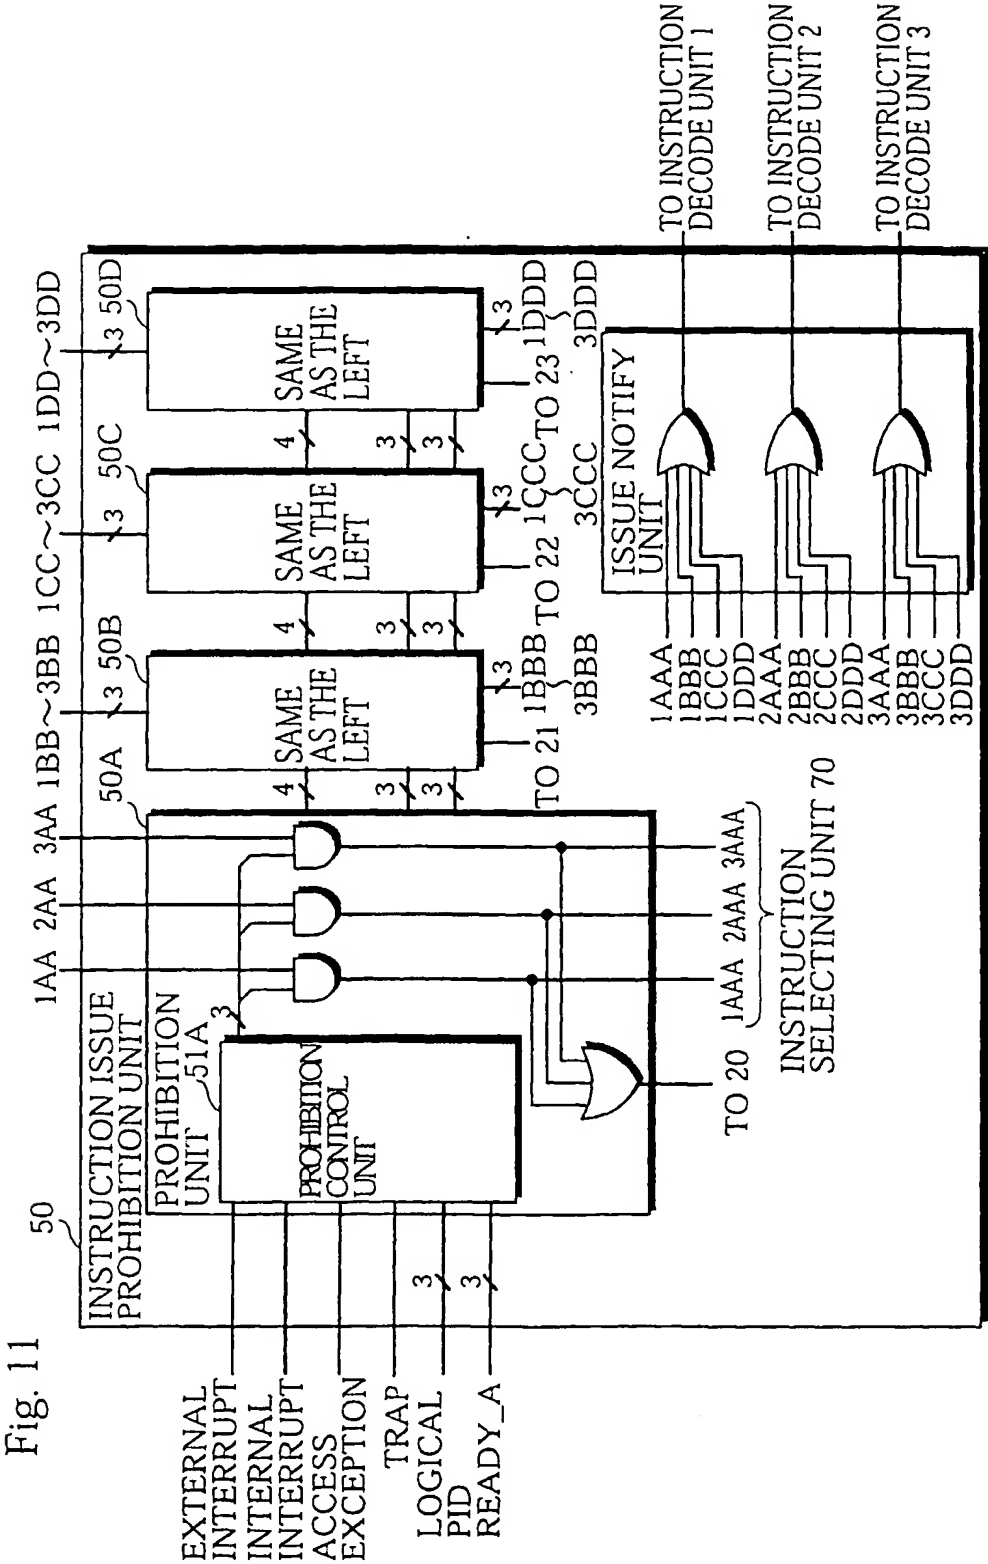 Fig. 11
50
INSTRUCTION ISSUE
PROHIBITION UNIT
1AA
2AA
3AA
1BB~3BB
1CC~3CC
1DD~3DD
50A
50B
50C
50D
3
3
3
PROHIBITION
UNIT
51A
3
PROHIBITION
CONTROL
UNIT
EXTERNAL
INTERRUPT
INTERNAL
INTERRUPT
ACCESS
EXCEPTION
TRAP
LOGICAL
PID
3
READY_A
3
4
3
3
SAME
AS THE
LEFT
4
3
3
SAME
AS THE
LEFT
4
3
3
SAME
AS THE
LEFT
TO 20
1AAA
2AAA
3AAA
INSTRUCTION
SELECTING UNIT 70
TO 21
3
1BBB
~
3BBB
TO 22
3
1CCC
~
3CCC
TO 23
3
1DDD
~
3DDD
ISSUE NOTIFY
UNIT
1AAA
1BBB
1CCC
1DDD
2AAA
2BBB
2CCC
2DDD
3AAA
3BBB
3CCC
3DDD
TO INSTRUCTION
DECODE UNIT 1
TO INSTRUCTION
DECODE UNIT 2
TO INSTRUCTION
DECODE UNIT 3